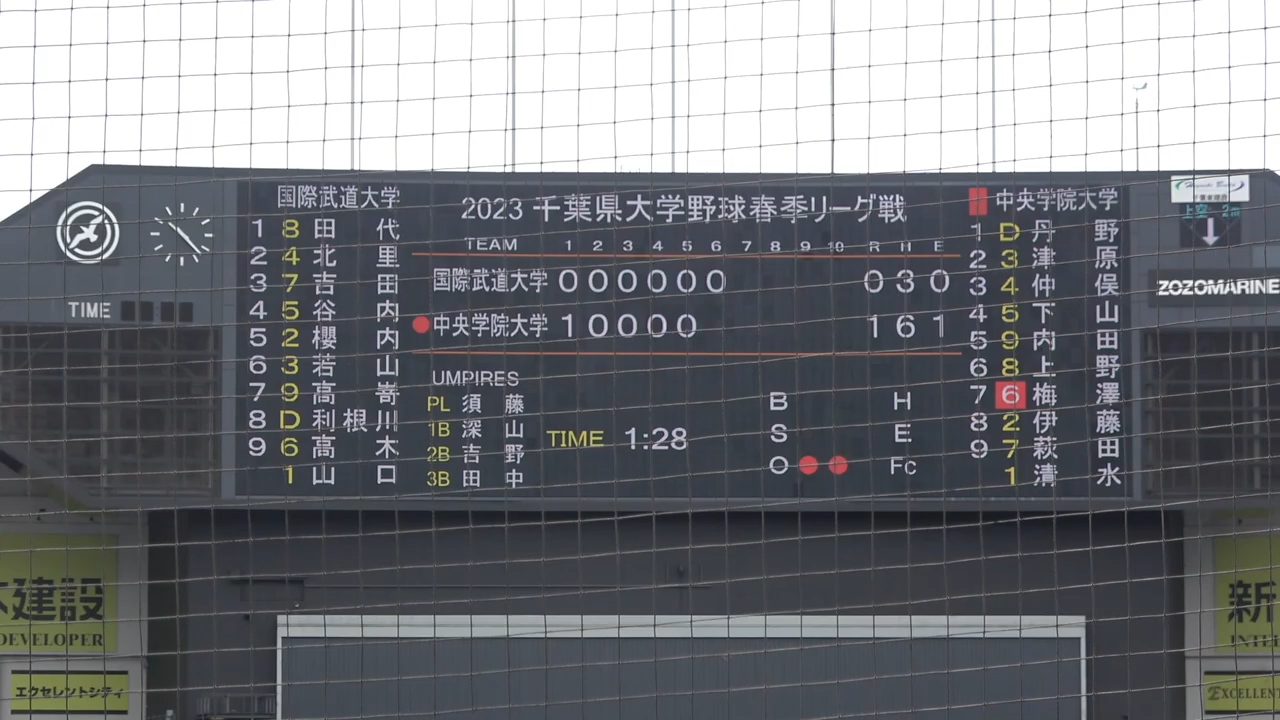 国際武道大学
1 8 田代
2 4 北里
3 7 吉田
4 5 谷内
5 2 櫻内
6 3 若山
7 9 高嵜
8 D 利根川
9 6 高木
1 山口
TIME
2023 千葉県大学野球春季リーグ戦
TEAM 1 2 3 4 5 6 7 8 9 10 R H E
国際武道大学 0 0 0 0 0 0 0 3 0
中央学院大学 1 0 0 0 0 1 6 1
UMPIRES
PL 須藤
1B 深山
2B 吉野
3B 田中
TIME 1:28
B H
S E
O Fc
中央学院大学
1 D 丹野
2 3 津原
3 4 仲俣
4 5 下山
5 9 内田
6 8 上野
7 6 梅澤
8 2 伊藤
9 7 萩田
1 清水
ZOZOMARINE
建設
DEVELOPER
エクセレントシティ
新
EXCELLENT